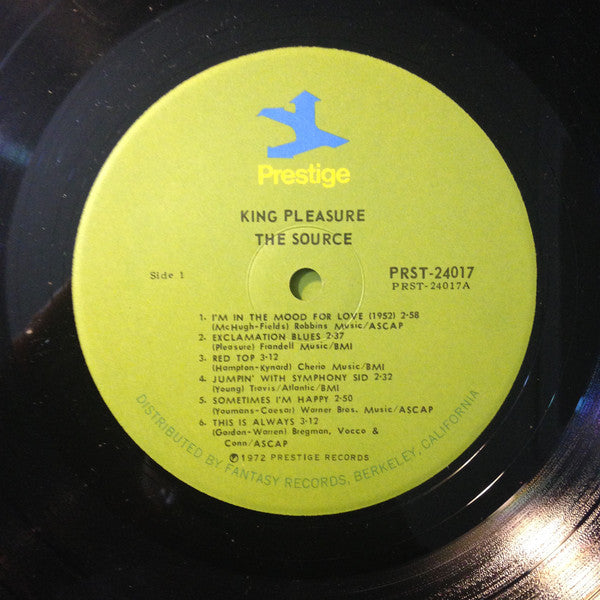 Prestige
KING PLEASURE
THE SOURCE
Side 1
PRST-24017
PRST-24017A
1. I'M IN THE MOOD FOR LOVE (1952) 2-58
(McHugh-Fields) Robbins Music/ASCAP
2. EXCLAMATION BLUES 2-37
(Pleasure) Frandell Music/BMI
3. RED TOP 3-12
(Hampton-Kynard) Cherio Music/BMI
4. JUMPIN' WITH SYMPHONY SID 2-32
(Young) Travis/Atlantic/BMI
5. SOMETIMES I'M HAPPY 2-50
(Youmans-Caesar) Warner Bros. Music/ASCAP
6. THIS IS ALWAYS 3-12
(Gordon-Warren) Bregman, Vocco &
Conn/ASCAP
℗1972 PRESTIGE RECORDS
DISTRIBUTED BY FANTASY RECORDS, BERKELEY, CALIFORNIA